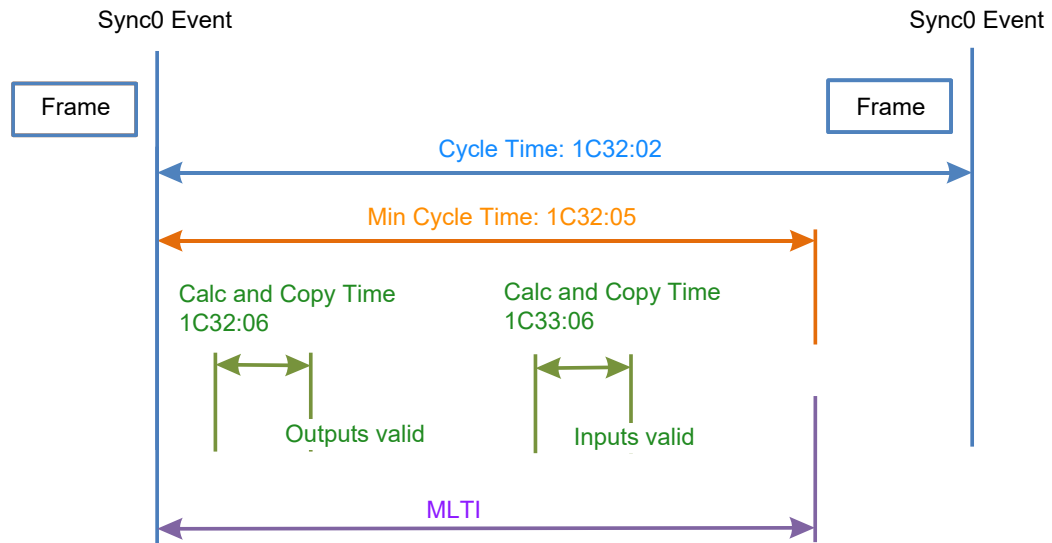 Sync0 Event
Sync0 Event
Frame
Frame
Cycle Time: 1C32:02
Min Cycle Time: 1C32:05
Calc and Copy Time
1C32:06
Calc and Copy Time
1C33:06
Outputs valid
Inputs valid
MLTI